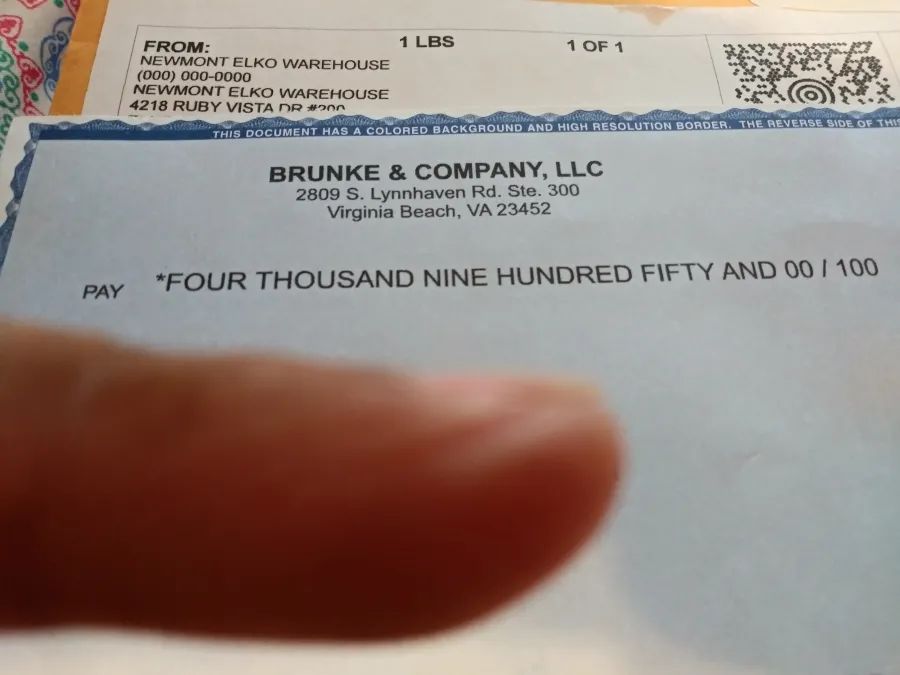 FROM:
1 LBS
1 OF 1
NEWMONT ELKO WAREHOUSE
(000) 000-0000
NEWMONT ELKO WAREHOUSE
4218 RUBY VISTA DR #200
THIS DOCUMENT HAS A COLORED BACKGROUND AND HIGH RESOLUTION BORDER. THE REVERSE SIDE OF THIS
BRUNKE & COMPANY, LLC
2809 S. Lynnhaven Rd. Ste. 300
Virginia Beach, VA 23452
PAY *FOUR THOUSAND NINE HUNDRED FIFTY AND 00 / 100